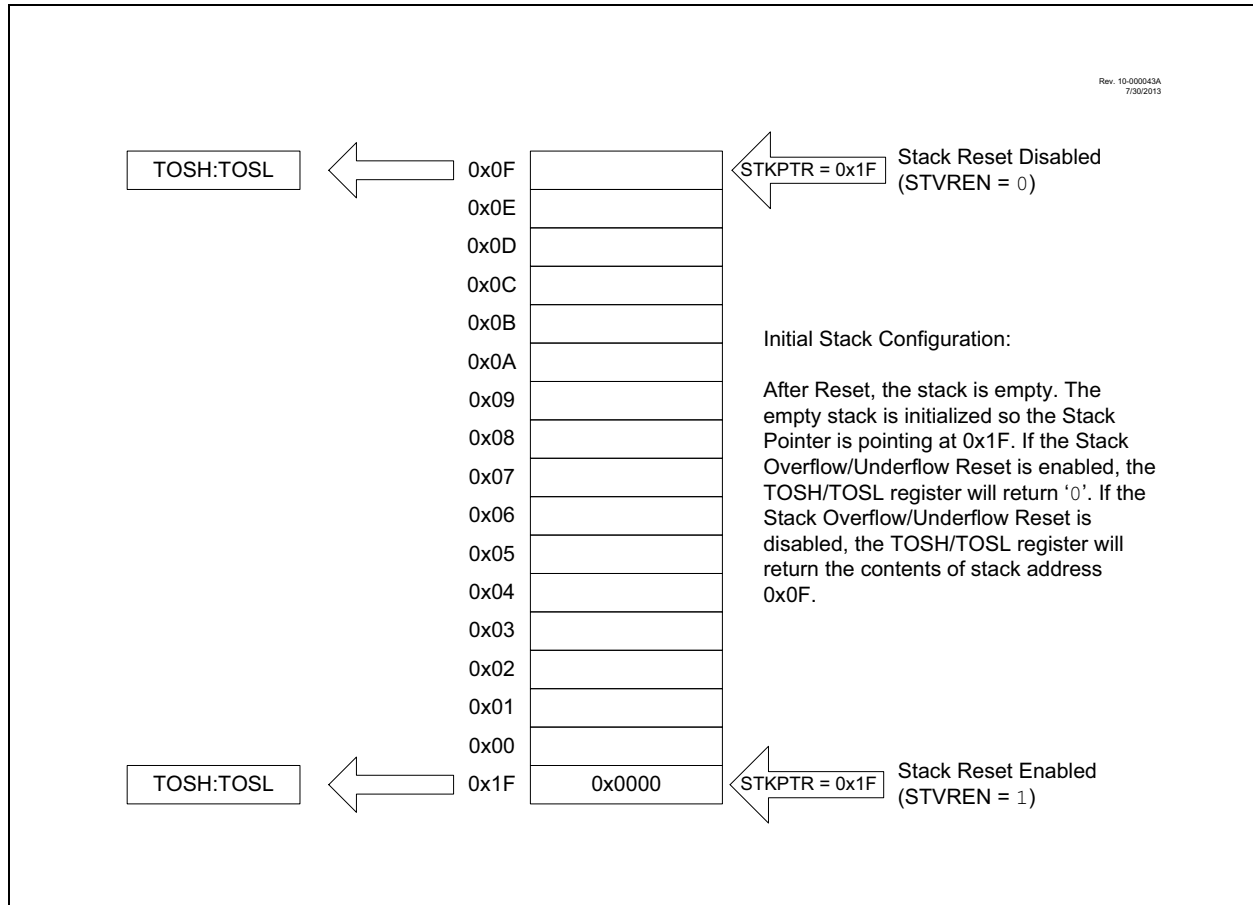 Rev. 10-000043A
7/30/2013
TOSH:TOSL
0x0F
STKPTR = 0x1F
Stack Reset Disabled
(STVREN = 0)
0x0E
0x0D
0x0C
0x0B
0x0A
0x09
0x08
0x07
0x06
0x05
0x04
0x03
0x02
0x01
0x00
Initial Stack Configuration:
After Reset, the stack is empty. The
empty stack is initialized so the Stack
Pointer is pointing at 0x1F. If the Stack
Overflow/Underflow Reset is enabled, the
TOSH/TOSL register will return ‘0’. If the
Stack Overflow/Underflow Reset is
disabled, the TOSH/TOSL register will
return the contents of stack address
0x0F.
TOSH:TOSL
0x1F
0x0000
STKPTR = 0x1F
Stack Reset Enabled
(STVREN = 1)